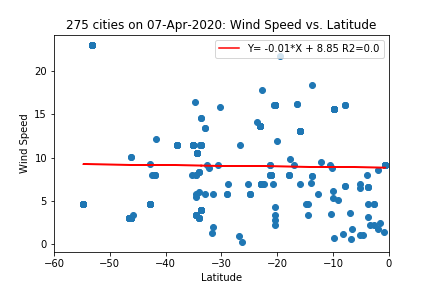 275 cities on 07-Apr-2020: Wind Speed vs. Latitude
Y= -0.01*X + 8.85 R2=0.0
20
15
10
5
0
Wind Speed
−60 −50 −40 −30 −20 −10 0
Latitude